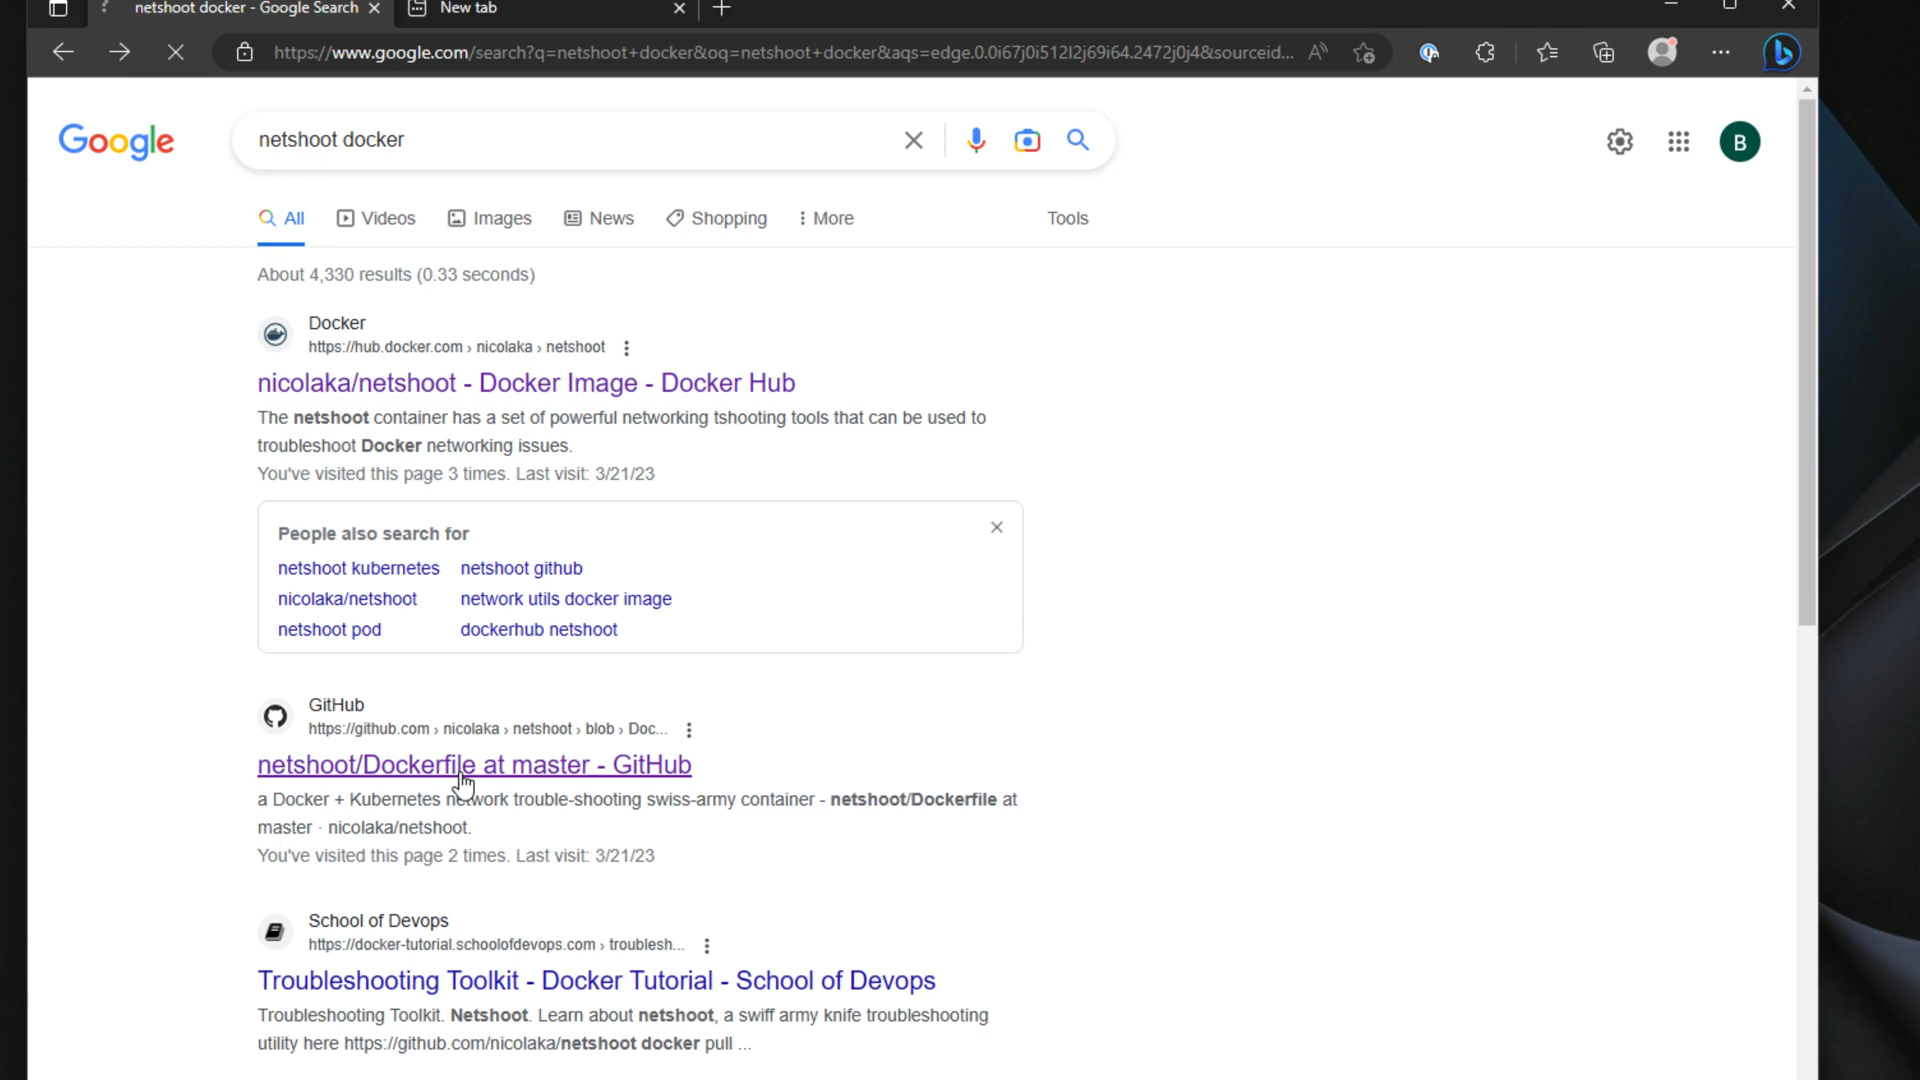 netshoot docker - Google Search
New tab
https://www.google.com/search?q=netshoot+docker&oq=netshoot+docker&aqs=edge.0.0i67j0i512l2j69i64.2472j0j4&sourceid...
Google
netshoot docker
B
All
Videos
Images
News
Shopping
More
Tools
About 4,330 results (0.33 seconds)
Docker
https://hub.docker.com › nicolaka › netshoot
nicolaka/netshoot - Docker Image - Docker Hub
The netshoot container has a set of powerful networking tshooting tools that can be used to
troubleshoot Docker networking issues.
You've visited this page 3 times. Last visit: 3/21/23
People also search for
netshoot kubernetes netshoot github
nicolaka/netshoot network utils docker image
netshoot pod dockerhub netshoot
GitHub
https://github.com › nicolaka › netshoot › blob › Doc...
netshoot/Dockerfile at master - GitHub
a Docker + Kubernetes network trouble-shooting swiss-army container - netshoot/Dockerfile at
master · nicolaka/netshoot.
You've visited this page 2 times. Last visit: 3/21/23
School of Devops
https://docker-tutorial.schoolofdevops.com › troublesh...
Troubleshooting Toolkit - Docker Tutorial - School of Devops
Troubleshooting Toolkit. Netshoot. Learn about netshoot, a swiff army knife troubleshooting
utility here https://github.com/nicolaka/netshoot docker pull ...